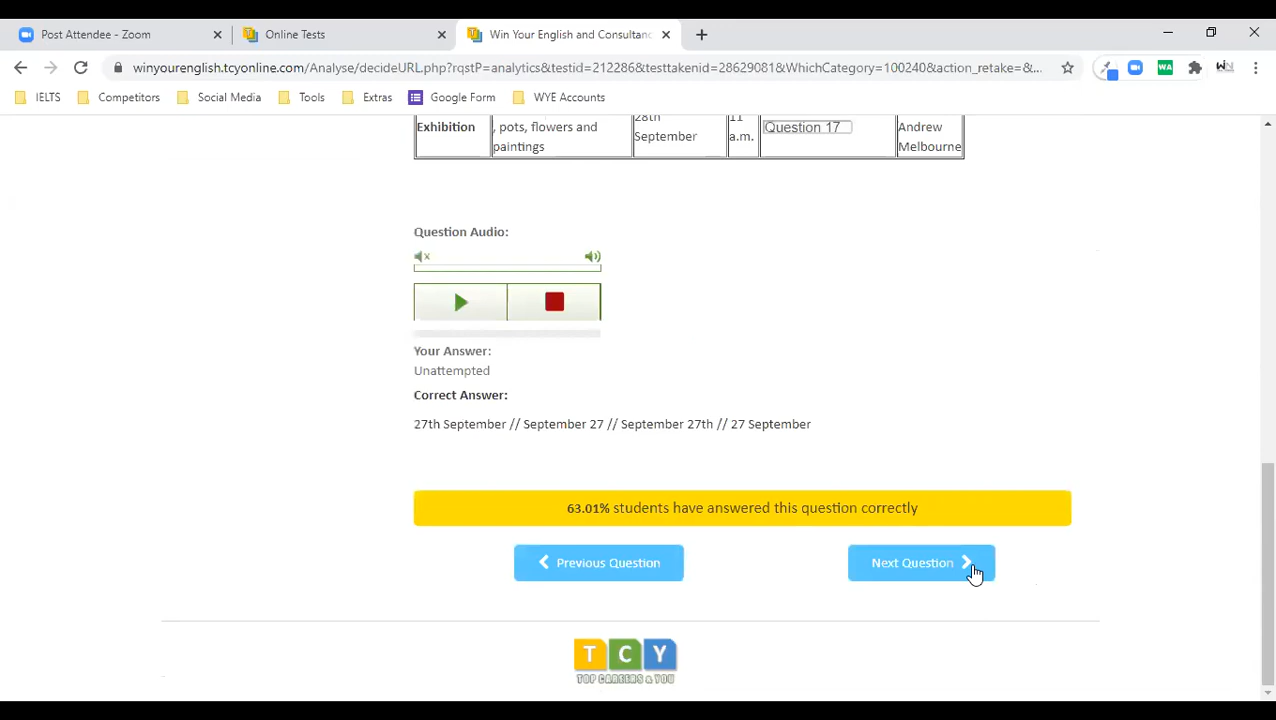 Post Attendee - Zoom
Online Tests
Win Your English and Consultanc
winyourenglish.tcyonline.com/Analyse/decideURL.php?rostP=analytics&testid=212286&testtakenid=28629081&WhichCategory=100240&action_retake=&...
WA
IELTS
Competitors
Social Media
Tools
Extras
Google Form
WYE Accounts
Exhibition
, pots, flowers and
paintings
28th
September
11
a.m.
Question 17
Andrew
Melbourne
Question Audio:
Your Answer:
Unattempted
Correct Answer:
27th September // September 27 // September 27th // 27 September
63.01% students have answered this question correctly
Previous Question
Next Question
T C Y
TOP CAREERS & YOU